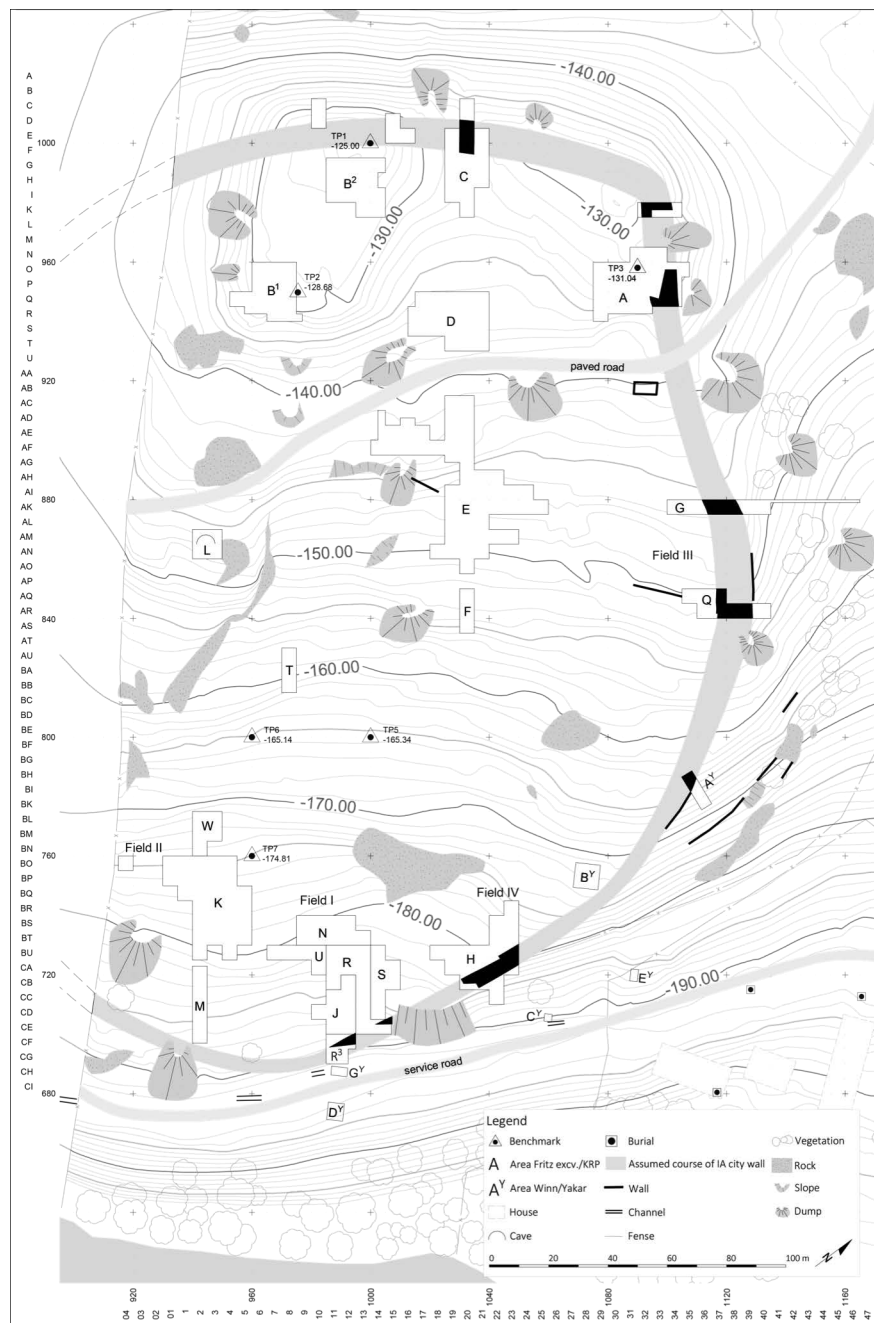 A
B
C
D
E
F
G
H
I
K
L
M
N
O
P
Q
R
S
T
U
AA
AB
AC
AD
AE
AF
AG
AH
AI
AK
AL
AM
AN
AO
AP
AQ
AR
AS
AT
AU
BA
BB
BC
BD
BE
BF
BG
BH
BI
BK
BL
BM
BN
BO
BP
BQ
BR
BS
BT
BU
CA
CB
CC
CD
CE
CF
CG
CH
CI
1000
960
920
880
840
800
760
720
680
-140.00
TP1
-125.00
B²
C
-130.00
-130.00
TP3
-131.04
TP2
-128.68
B¹
A
D
paved road
-140.00
E
G
L
-150.00
Field III
Q
F
T
-160.00
TP6
-165.14
TP5
-165.34
Aʸ
-170.00
W
TP7
-174.81
Field II
Bʸ
K
Field I
Field IV
-180.00
N
U
R
S
H
Eʸ
-190.00
M
J
Cʸ
R³
Gʸ
service road
Dʸ
Legend
Benchmark
Burial
Vegetation
A Area Fritz excv./KRP
Assumed course of IA city wall
Rock
Aʸ Area Winn/Yakar
Wall
Slope
House
Channel
Dump
Cave
Fense
0 20 40 60 80 100 m
N
920 960 1000 1040 1080 1120 1160
04 03 02 01 1 2 3 4 5 6 7 8 9 10 11 12 13 14 15 16 17 18 19 20 21 22 23 24 25 26 27 28 29 30 31 32 33 34 35 36 37 38 39 40 41 42 43 44 45 46 47